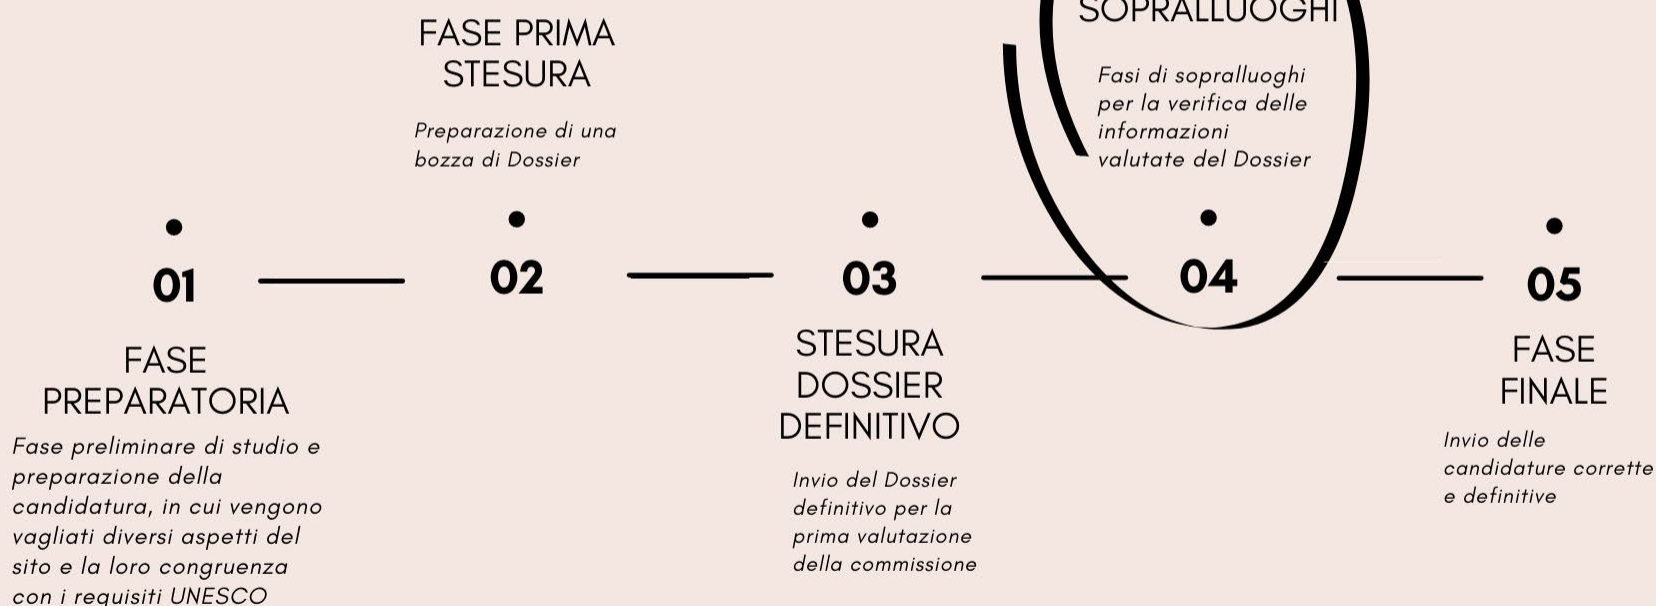 FASE PRIMA
STESURA
Preparazione di una
bozza di Dossier
SOPRALLUOGHI
Fasi di sopralluoghi
per la verifica delle
informazioni
valutate del Dossier
01
02
03
04
05
FASE
PREPARATORIA
Fase preliminare di studio e
preparazione della
candidatura, in cui vengono
vagliati diversi aspetti del
sito e la loro congruenza
con i requisiti UNESCO
STESURA
DOSSIER
DEFINITIVO
Invio del Dossier
definitivo per la
prima valutazione
della commissione
FASE
FINALE
Invio delle
candidature corrette
e definitive